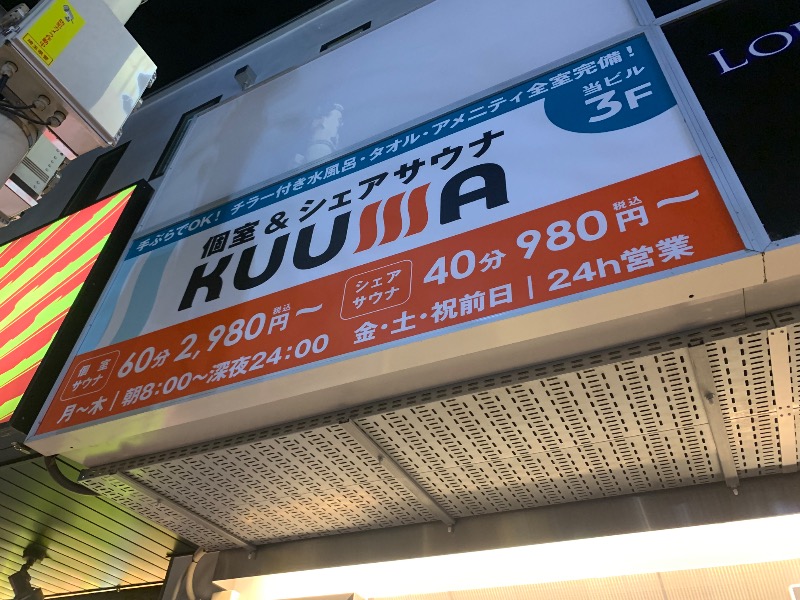 手ぶらでOK！ チラー付き水風呂・タオル・アメニティ全室完備！
当ビル
3F
個室 & シェアサウナ
KUUMA
個室
サウナ
60分 2,980円税込～
シェア
サウナ
40分 980円税込～
月～木 | 朝8:00～深夜24:00
金・土・祝前日 | 24h営業
LO